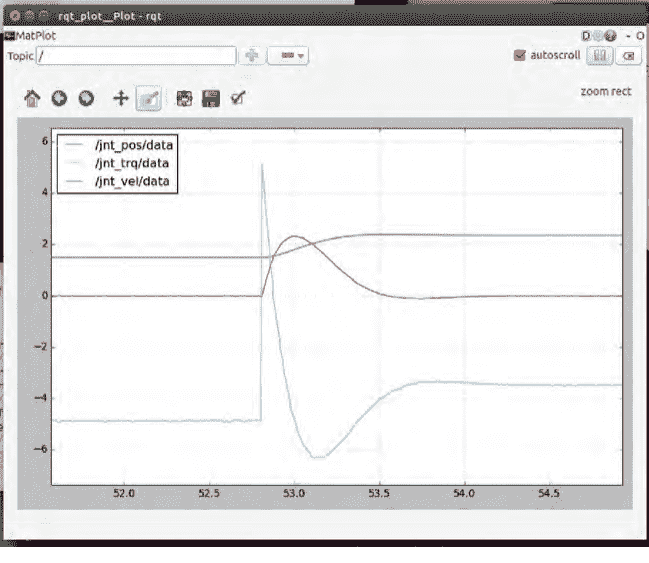 rqt_plot__Plot - rqt
MatPlot
D - O
Topic / autoscroll
zoom rect
/jnt_pos/data
/jnt_trq/data
/jnt_vel/data
6
4
2
0
−2
−4
−6
52.0 52.5 53.0 53.5 54.0 54.5